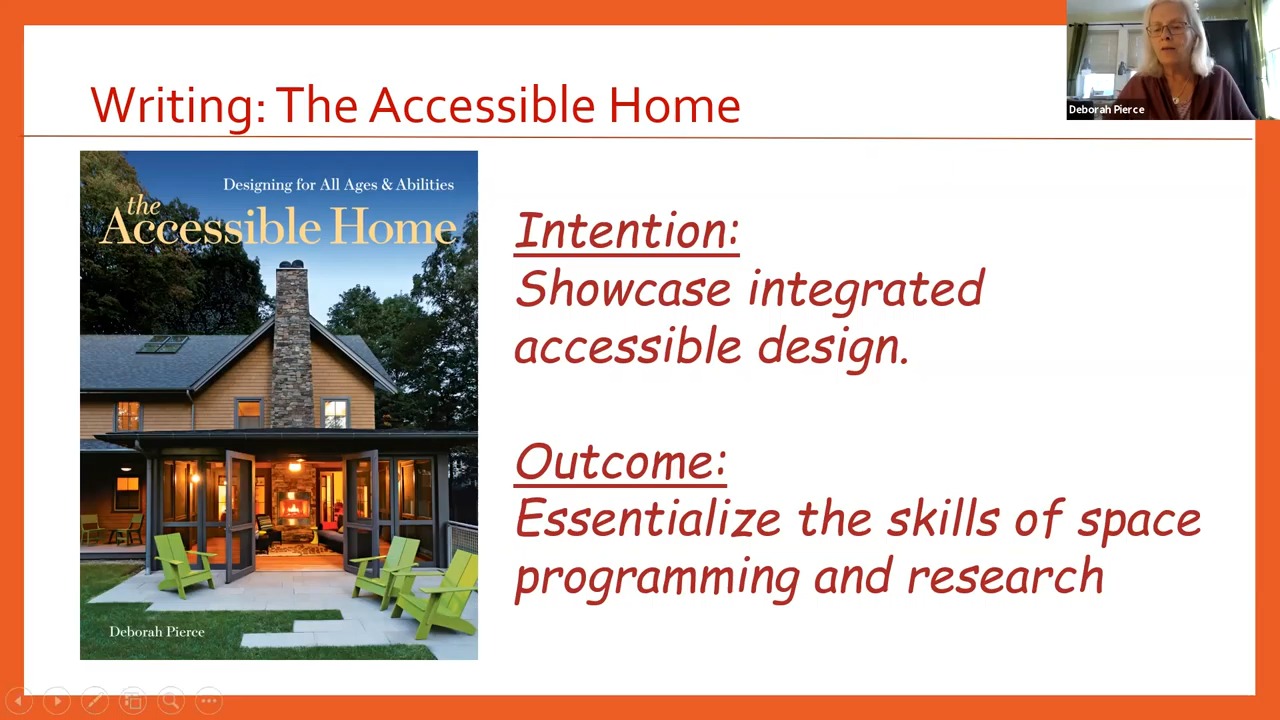 Writing: The Accessible Home
Deborah Pierce
Designing for All Ages & Abilities
the
Accessible Home
Deborah Pierce
Intention:
Showcase integrated
accessible design.
Outcome:
Essentialize the skills of space
programming and research